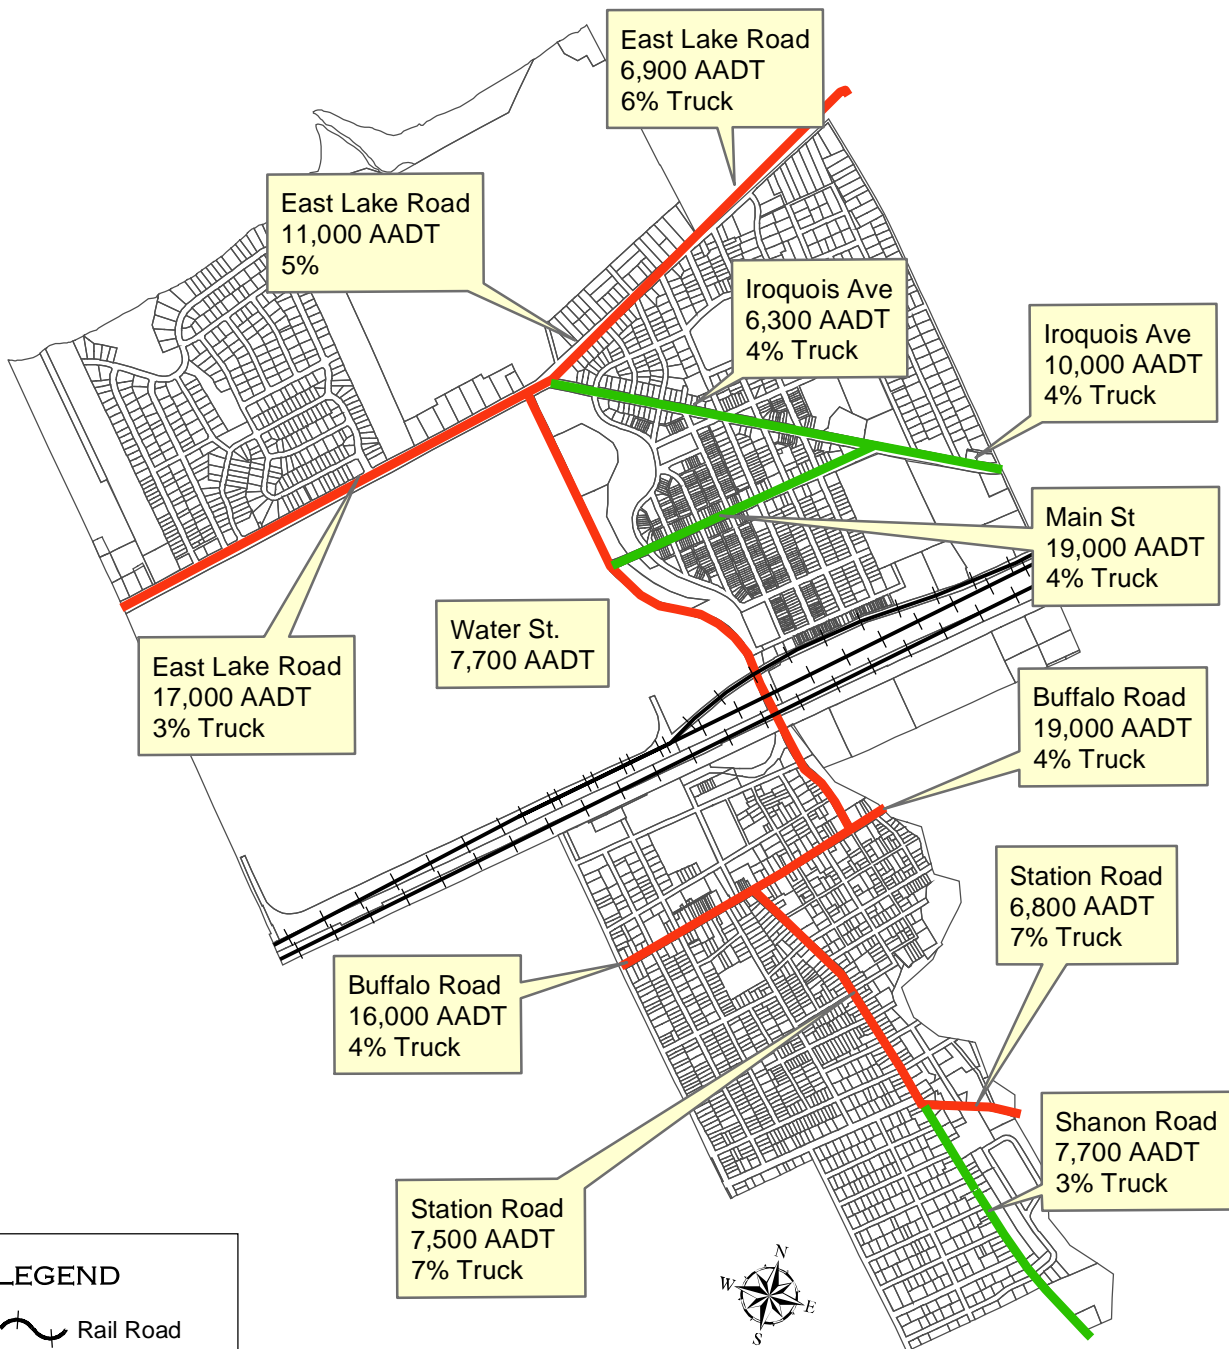 East Lake Road
6,900 AADT
6% Truck
East Lake Road
11,000 AADT
5%
Iroquois Ave
6,300 AADT
4% Truck
Iroquois Ave
10,000 AADT
4% Truck
Main St
19,000 AADT
4% Truck
Water St.
7,700 AADT
East Lake Road
17,000 AADT
3% Truck
Buffalo Road
19,000 AADT
4% Truck
Station Road
6,800 AADT
7% Truck
Buffalo Road
16,000 AADT
4% Truck
Shanon Road
7,700 AADT
3% Truck
Station Road
7,500 AADT
7% Truck
N
W
E
S
LEGEND
Rail Road